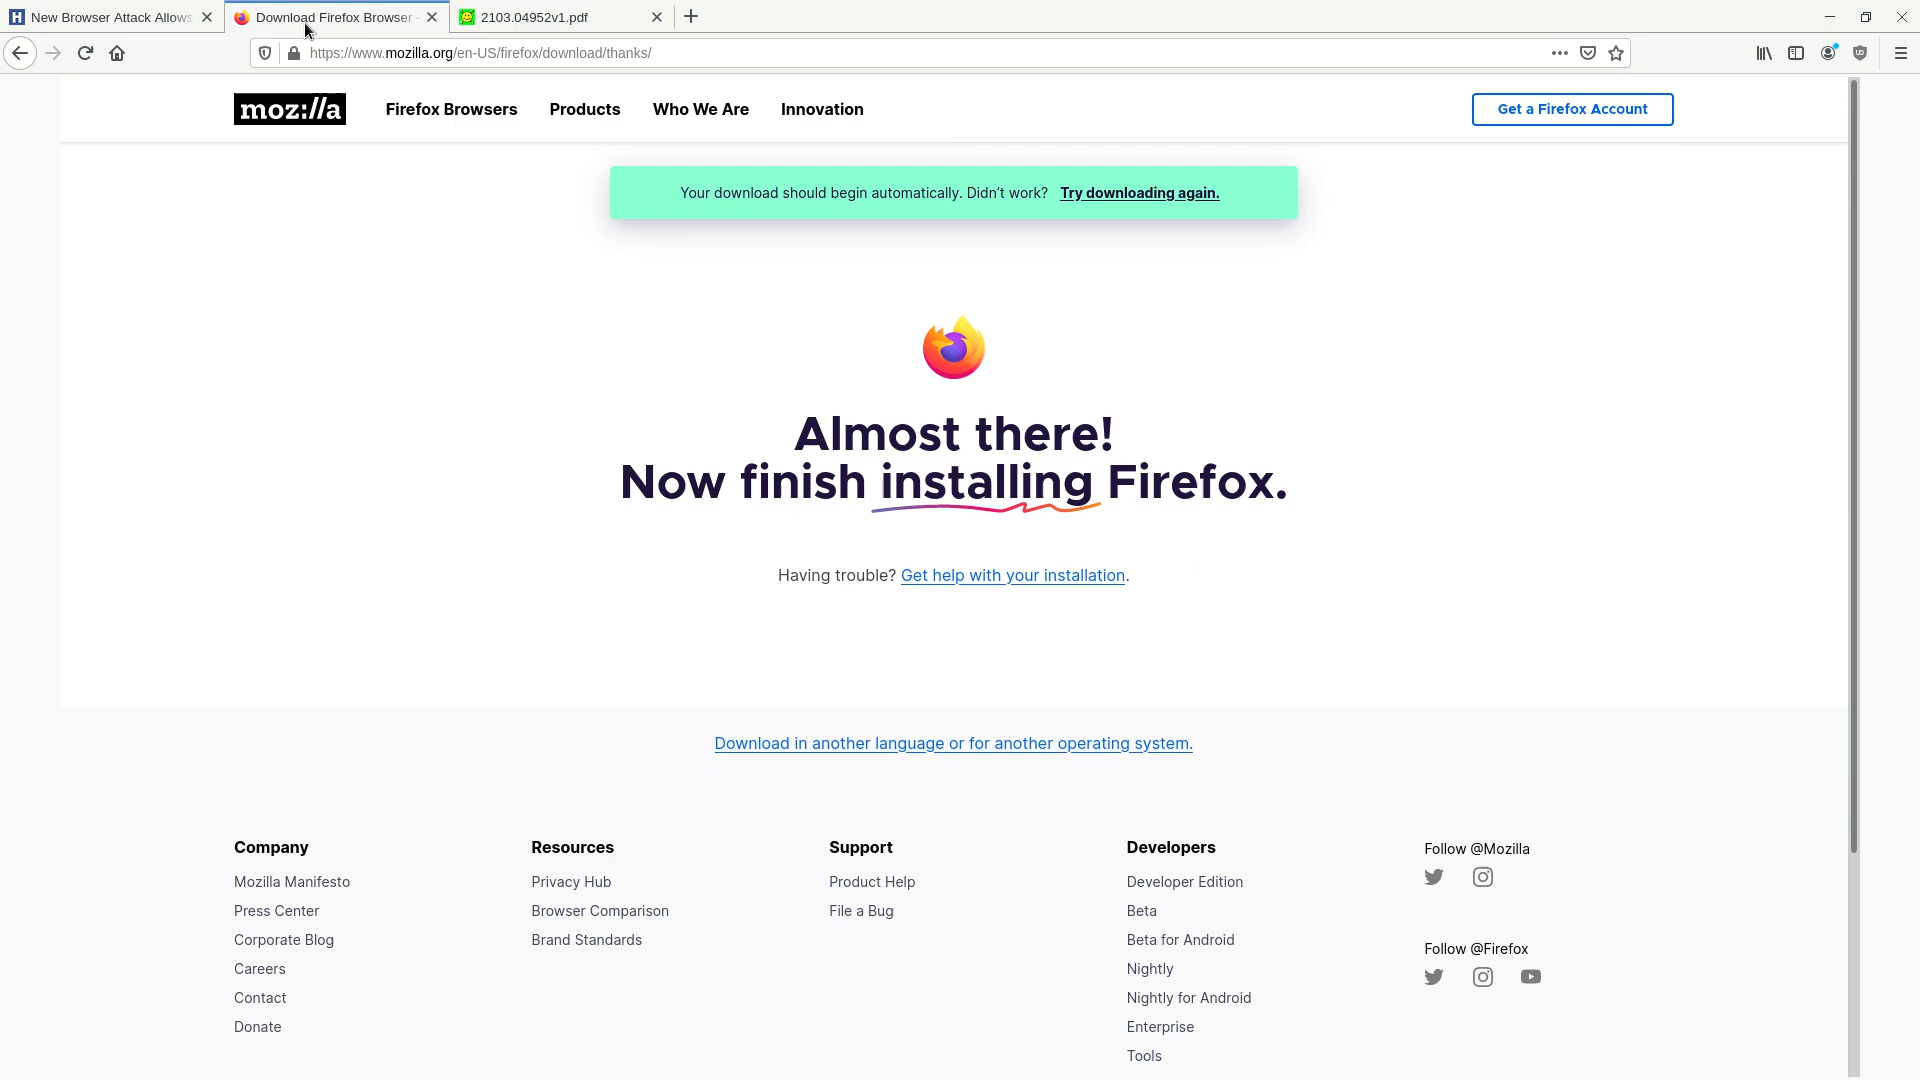 New Browser Attack Allows
Download Firefox Browser
2103.04952v1.pdf
https://www.mozilla.org/en-US/firefox/download/thanks/
moz://a
Firefox Browsers
Products
Who We Are
Innovation
Get a Firefox Account
Your download should begin automatically. Didn’t work? Try downloading again.
Almost there!
Now finish installing Firefox.
Having trouble? Get help with your installation.
Download in another language or for another operating system.
Company
Mozilla Manifesto
Press Center
Corporate Blog
Careers
Contact
Donate
Resources
Privacy Hub
Browser Comparison
Brand Standards
Support
Product Help
File a Bug
Developers
Developer Edition
Beta
Beta for Android
Nightly
Nightly for Android
Enterprise
Tools
Follow @Mozilla
Follow @Firefox